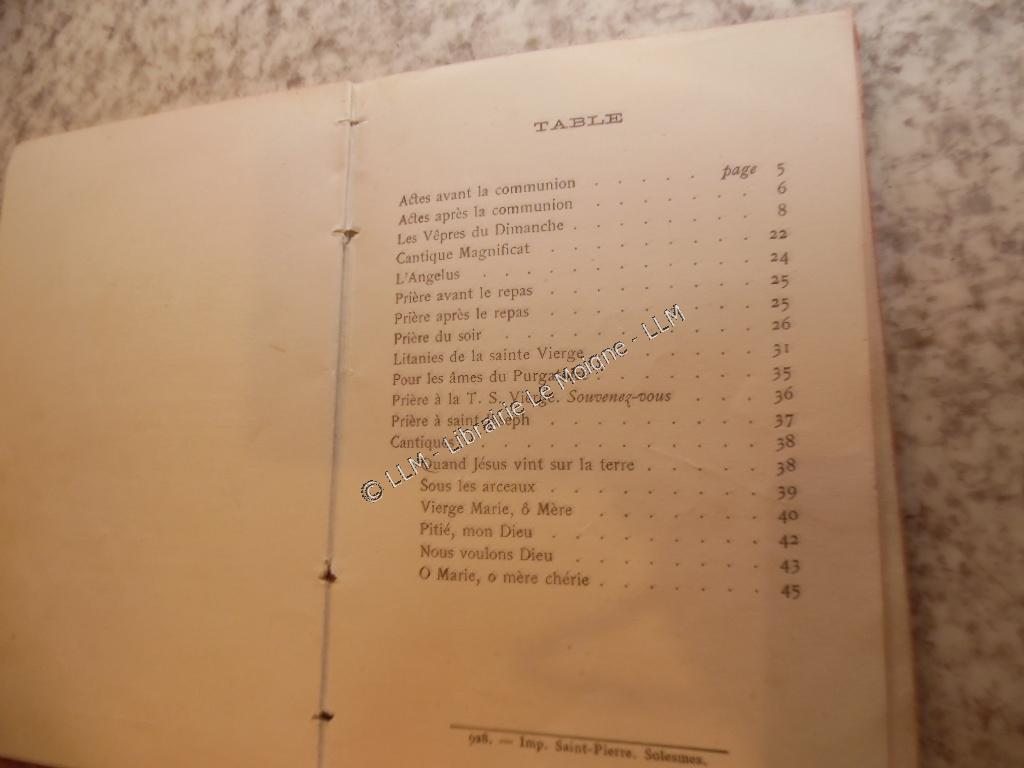 TABLE
Actes avant la communion . . . . . page 5
Actes après la communion . . . . . . . 6
Les Vêpres du Dimanche . . . . . . . . 8
Cantique Magnificat . . . . . . . . . 22
L'Angelus . . . . . . . . . . . . 24
Prière avant le repas . . . . . . . . . 25
Prière après le repas . . . . . . . . . 25
Prière du soir . . . . . . . . . . . 26
Litanies de la sainte Vierge . . . . . . . 31
Pour les âmes du . . . . . . . 35
Prière à la T. S. Vierge. Souvenez-vous . . . 36
Prière à saint Joseph . . . . . . . . . 37
Cantiques . . . . . . . . . . . . 38
Quand Jésus vint sur la terre . . . . . . 38
Sous les arceaux . . . . . . . . . 39
Vierge Marie, ô Mère . . . . . . . 40
Pitié, mon Dieu . . . . . . . . . 42
Nous voulons Dieu . . . . . . . . 43
O Marie, o mère chérie . . . . . . . 45
928. — Imp. Saint-Pierre. Solesmes.
© LLM - Librairie Le Moigne - LLM